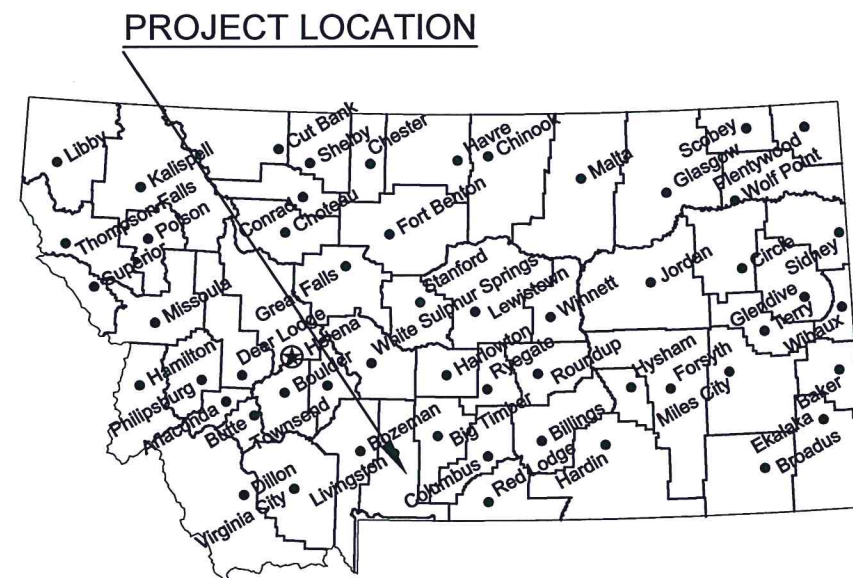 PROJECT LOCATION
Libby
Kalispell
Cut Bank
Shelby
Chester
Havre
Chinook
Malta
Scobey
Glasgow
Plentywood
Wolf Point
Thompson Falls
Polson
Superior
Conrad
Choteau
Fort Benton
Missoula
Great Falls
Stanford
Lewistown
Winnett
Jordan
Circle
Sidney
Glendive
Terry
Wibaux
Hamilton
Philipsburg
Anaconda
Dear Lodge
Helena
Boulder
Butte
Townsend
White Sulphur Springs
Harlowton
Ryegate
Roundup
Hysham
Forsyth
Miles City
Baker
Ekalaka
Broadus
Bozeman
Livingston
Big Timber
Columbus
Red Lodge
Billings
Hardin
Dillon
Virginia City